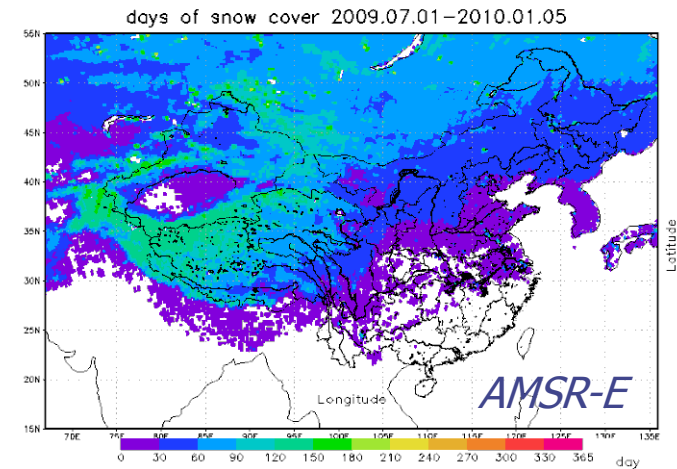 days of snow cover 2009.07.01-2010.01.05
55N
50N
45N
40N
35N
30N
25N
20N
15N
Latitude
Longitude
AMSR-E
70E 75E 80E 85E 90E 95E 100E 105E 110E 115E 120E 125E 130E 135E
0 30 60 90 120 150 180 210 240 270 300 330 365
day